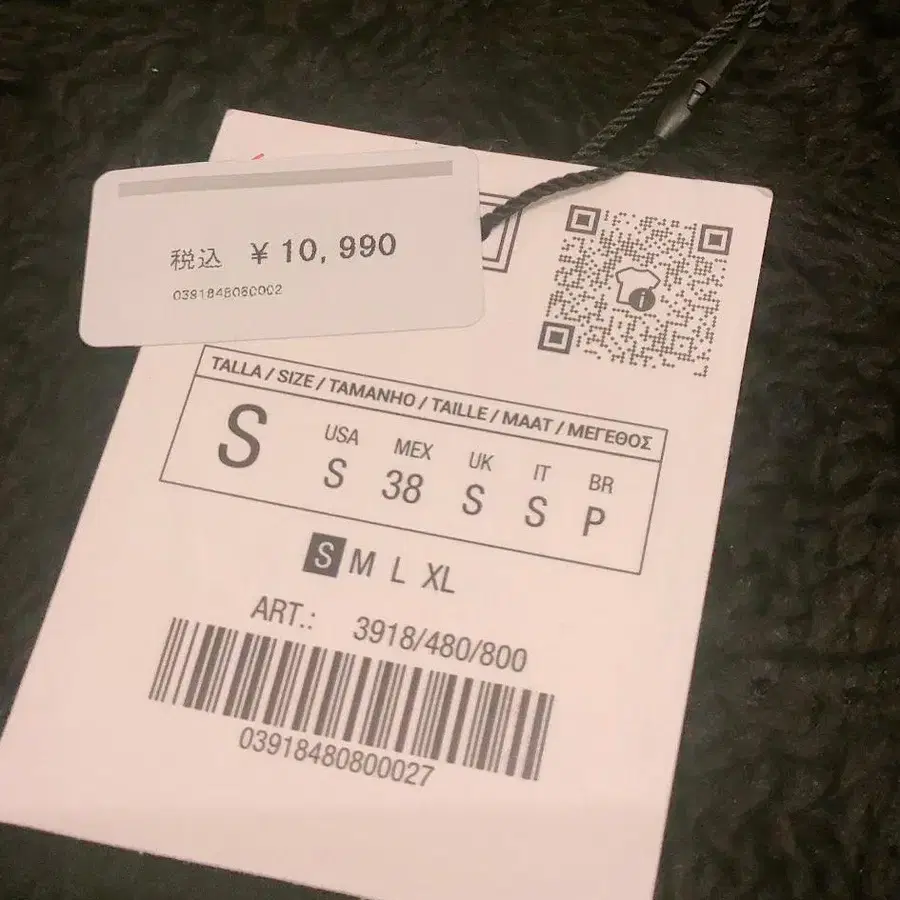 税込 ¥10,990
0391848080002
TALLA / SIZE / TAMANHO / TAILLE / MAAT / ΜΕΓΕΘΟΣ
S
USA MEX UK IT BR
S 38 S S P
S M L XL
ART.: 3918/480/800
03918480800027